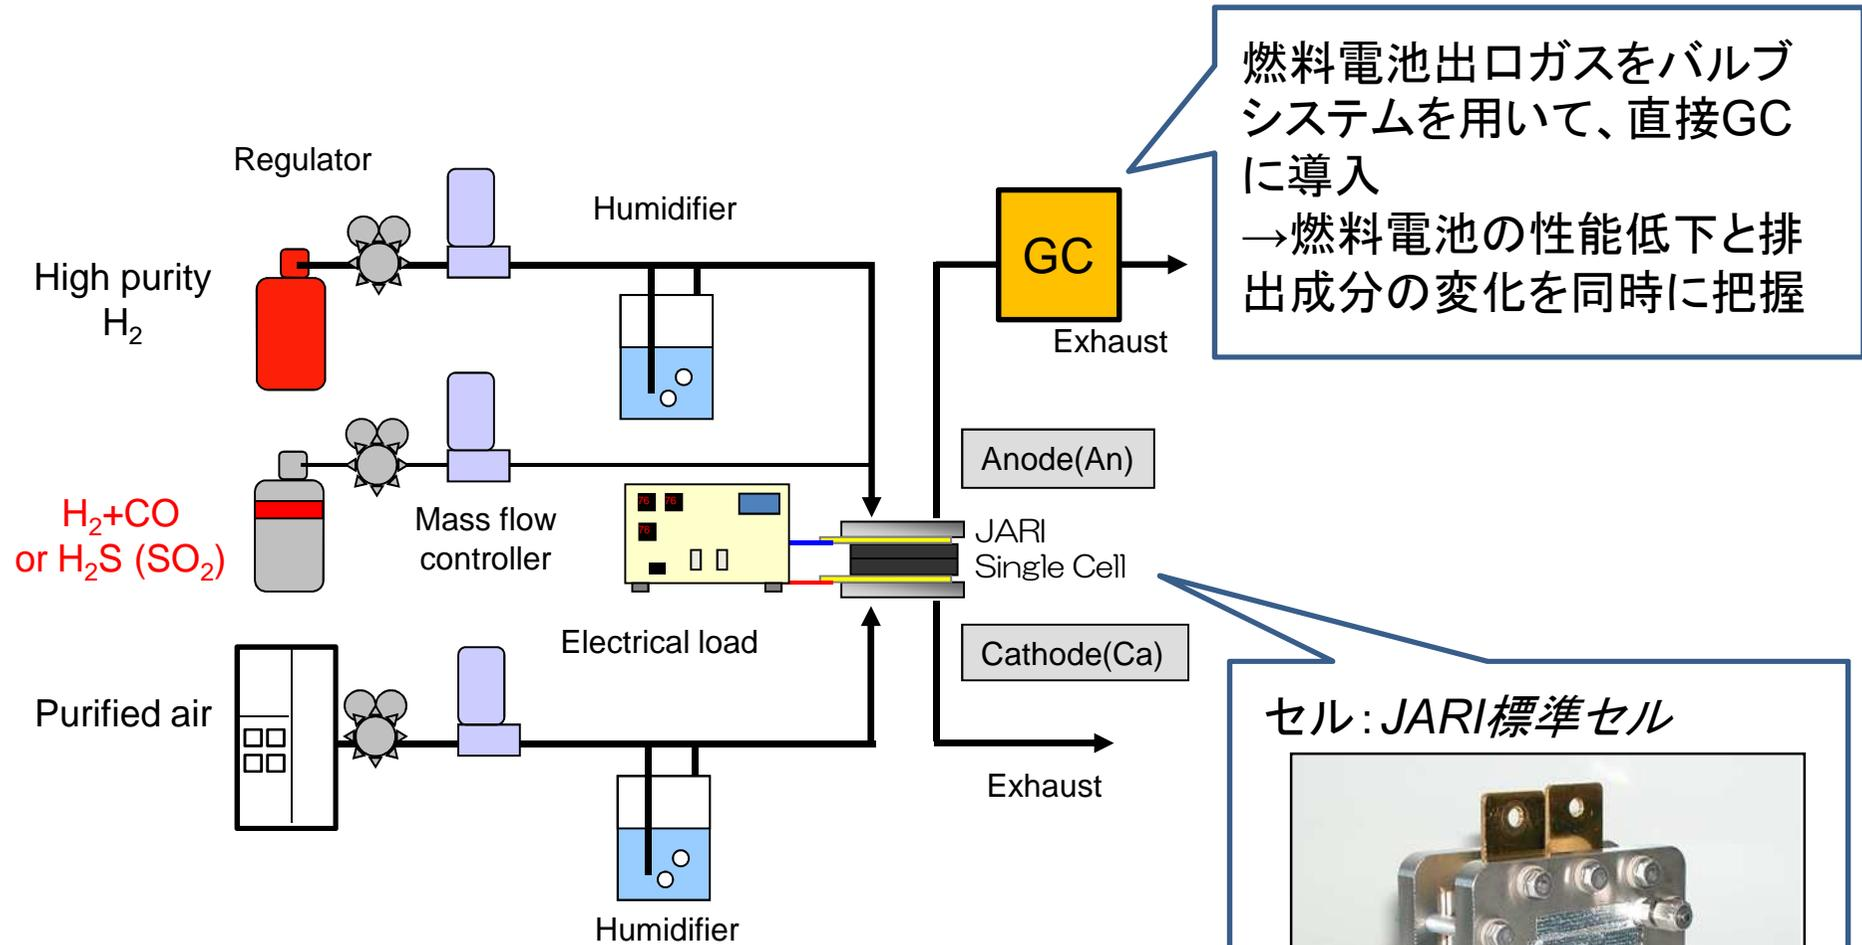 燃料電池出口ガスをバルブ
システムを用いて、直接GC
に導入
→燃料電池の性能低下と排
出成分の変化を同時に把握
Regulator
Humidifier
GC
High purity
H2
Exhaust
H2+CO
or H2S (SO2)
Mass flow
controller
76 76
76
Anode(An)
JARI
Single Cell
Electrical load
Cathode(Ca)
Purified air
セル：JARI標準セル
Exhaust
Humidifier